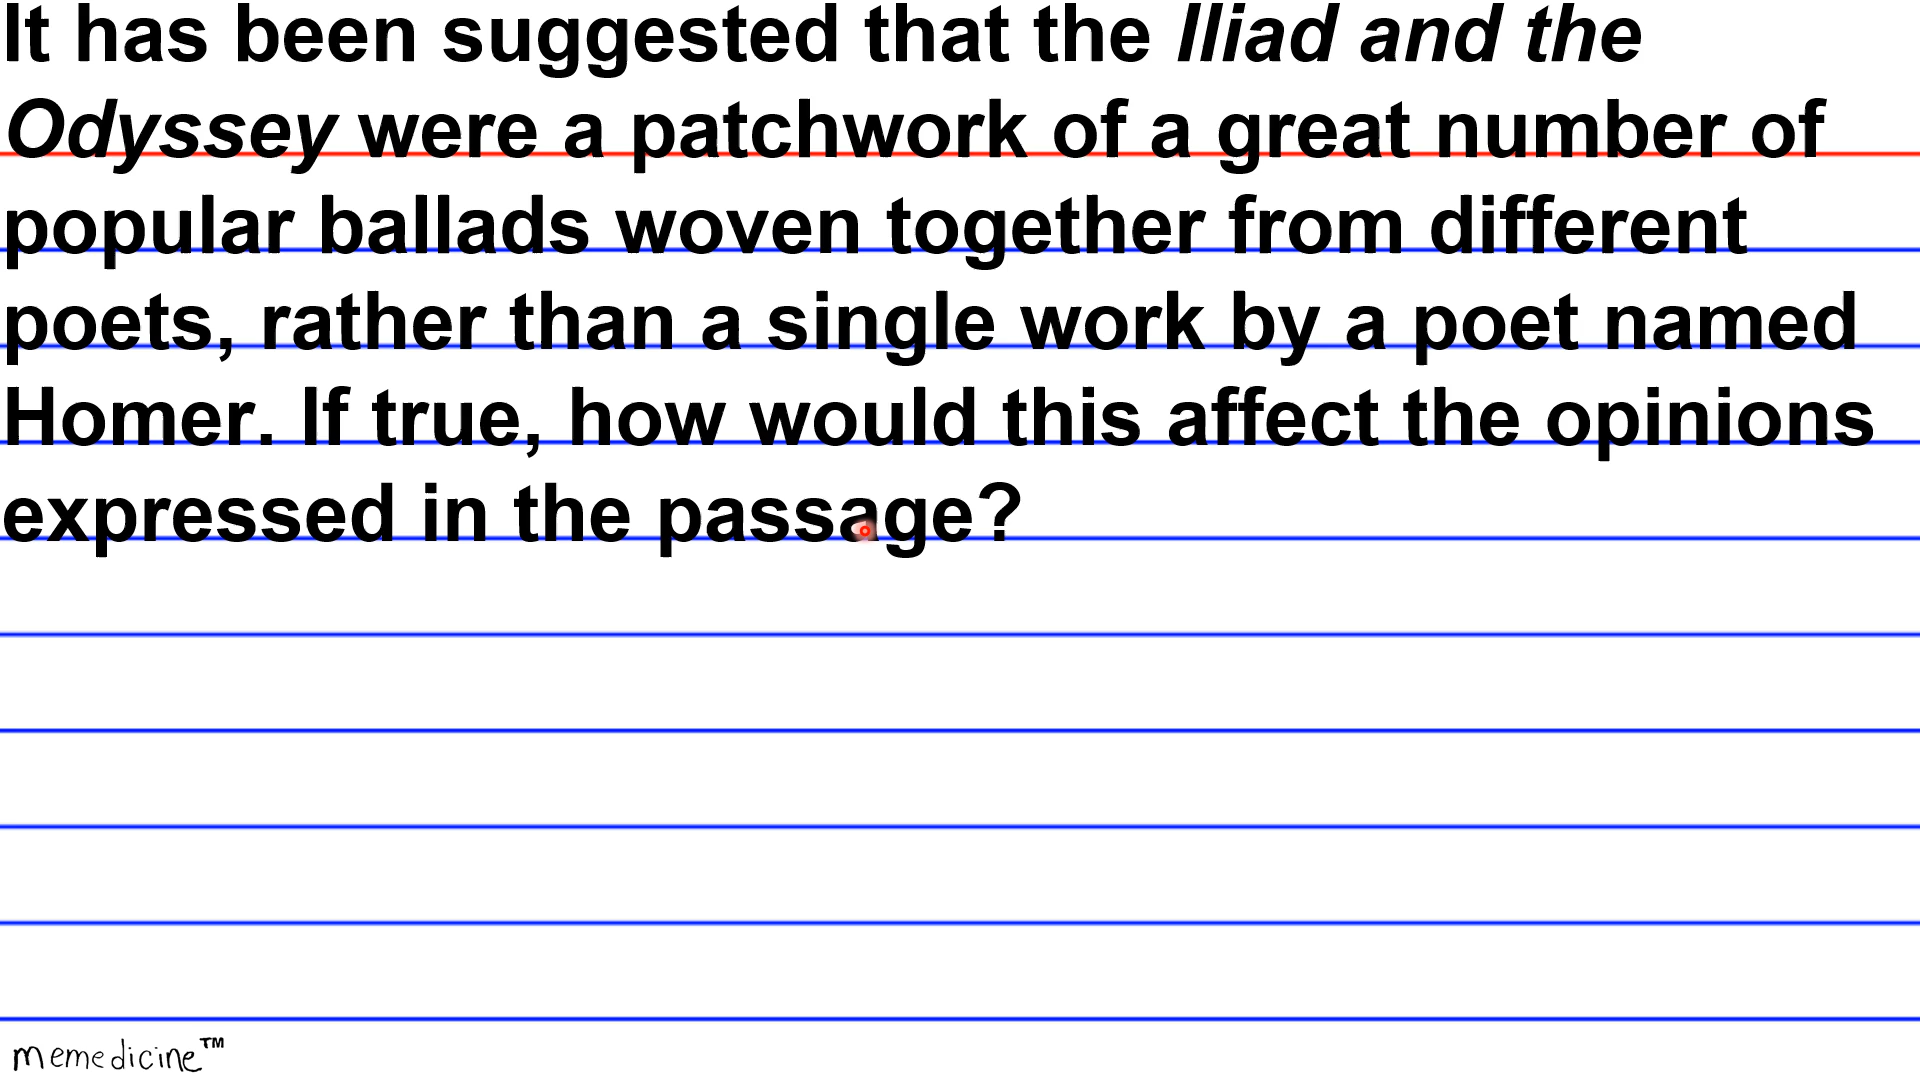 It has been suggested that the Iliad and the
Odyssey were a patchwork of a great number of
popular ballads woven together from different
poets, rather than a single work by a poet named
Homer. If true, how would this affect the opinions
expressed in the passage?
memedicine™